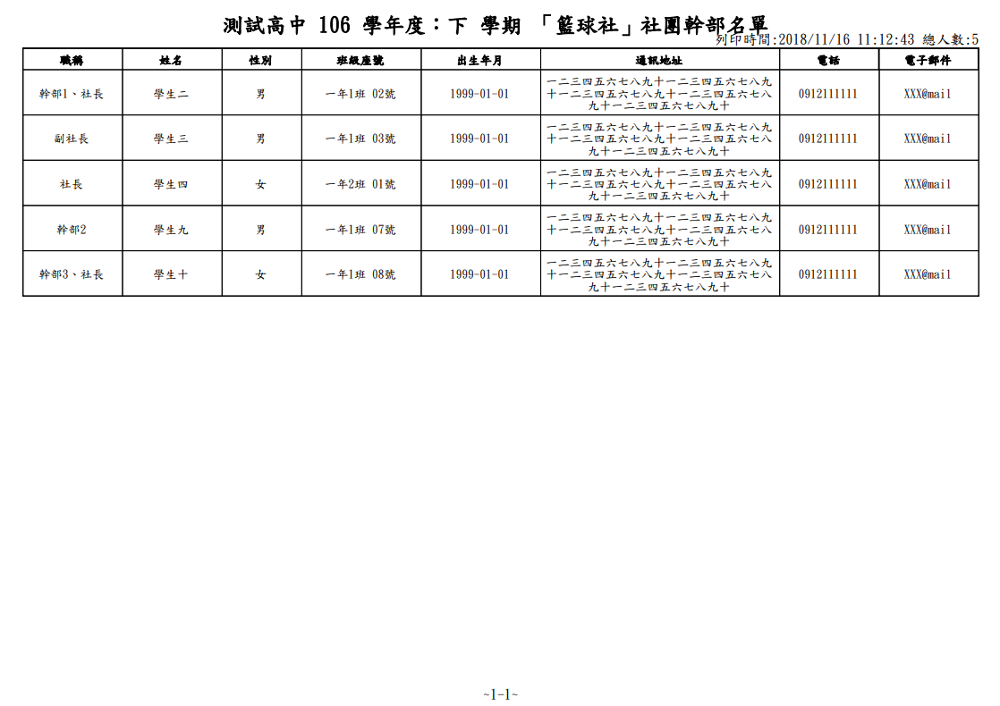 測試高中 106 學年度：下 學期 「籃球社」社團幹部名單
列印時間:2018/11/16 11:12:43 總人數:5
職稱 姓名 性別 班級座號 出生年月 通訊地址 電話 電子郵件
幹部1、社長 學生二 男 一年1班 02號 1999-01-01 一二三四五六七八九十一二三四五六七八九 0912111111 XXX@mail
十一二三四五六七八九十一二三四五六七八
九十一二三四五六七八九十
副社長 學生三 男 一年1班 03號 1999-01-01 一二三四五六七八九十一二三四五六七八九 0912111111 XXX@mail
十一二三四五六七八九十一二三四五六七八
九十一二三四五六七八九十
社長 學生四 女 一年2班 01號 1999-01-01 一二三四五六七八九十一二三四五六七八九 0912111111 XXX@mail
十一二三四五六七八九十一二三四五六七八
九十一二三四五六七八九十
幹部2 學生九 男 一年1班 07號 1999-01-01 一二三四五六七八九十一二三四五六七八九 0912111111 XXX@mail
十一二三四五六七八九十一二三四五六七八
九十一二三四五六七八九十
幹部3、社長 學生十 女 一年1班 08號 1999-01-01 一二三四五六七八九十一二三四五六七八九 0912111111 XXX@mail
十一二三四五六七八九十一二三四五六七八
九十一二三四五六七八九十
~1-1~